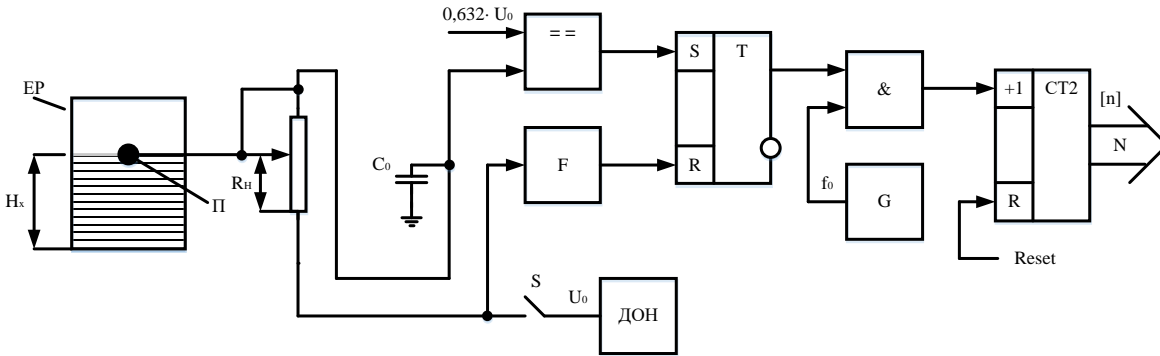 0,632· U₀
= =
S
T
+1
CT2
[n]
EP
&
N
C₀
Rн
F
R
f₀
G
R
Hₓ
П
Reset
S
U₀
ДОН